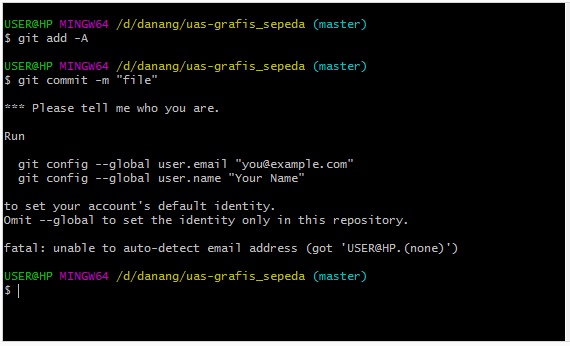 USER@HP MINGW64 /d/danang/uas-grafis_sepeda (master)
$ git add -A
USER@HP MINGW64 /d/danang/uas-grafis_sepeda (master)
$ git commit -m "file"
*** Please tell me who you are.
Run
git config --global user.email "you@example.com"
git config --global user.name "Your Name"
to set your account's default identity.
Omit --global to set the identity only in this repository.
fatal: unable to auto-detect email address (got 'USER@HP.(none)')
USER@HP MINGW64 /d/danang/uas-grafis_sepeda (master)
$